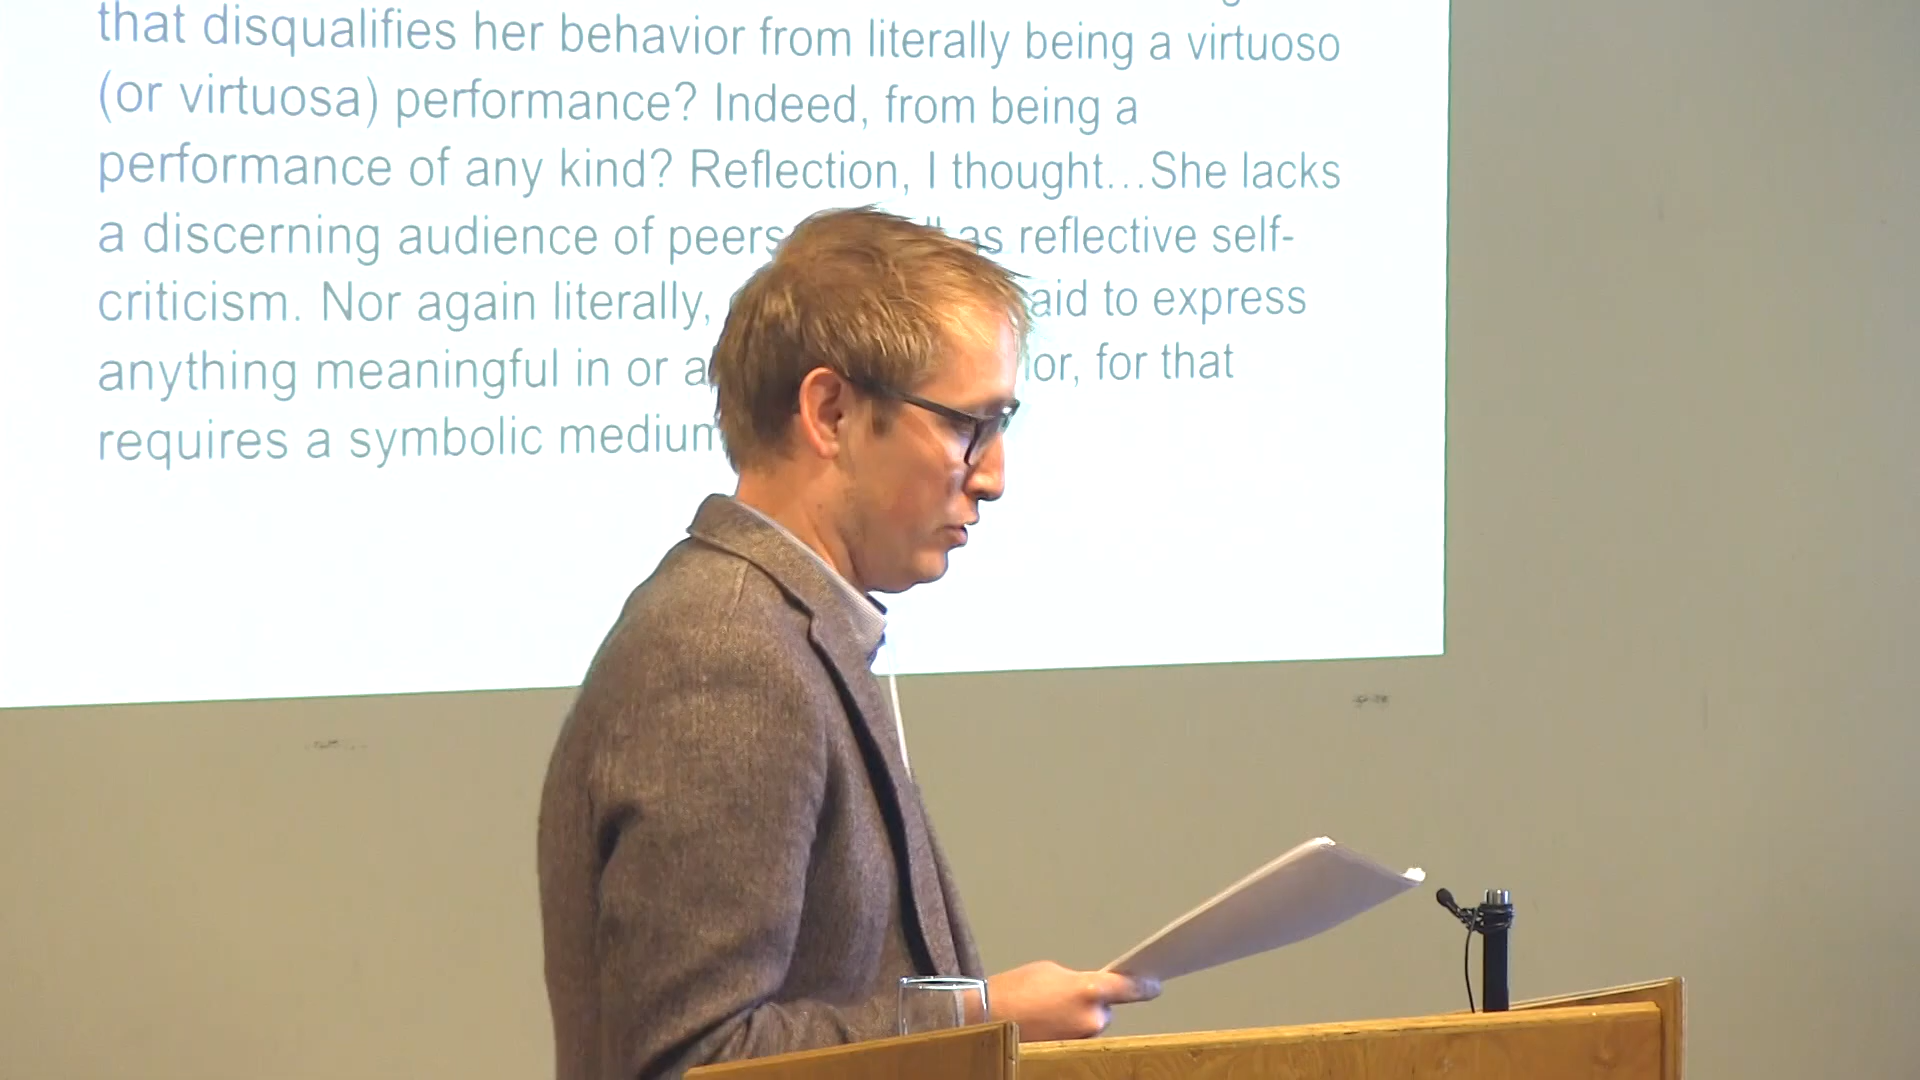 that disqualifies her behavior from literally being a virtuoso
(or virtuosa) performance? Indeed, from being a
performance of any kind? Reflection, I thought...She lacks
a discerning audience of peers as reflective self-
criticism. Nor again literally, aid to express
anything meaningful in or a or, for that
requires a symbolic medium